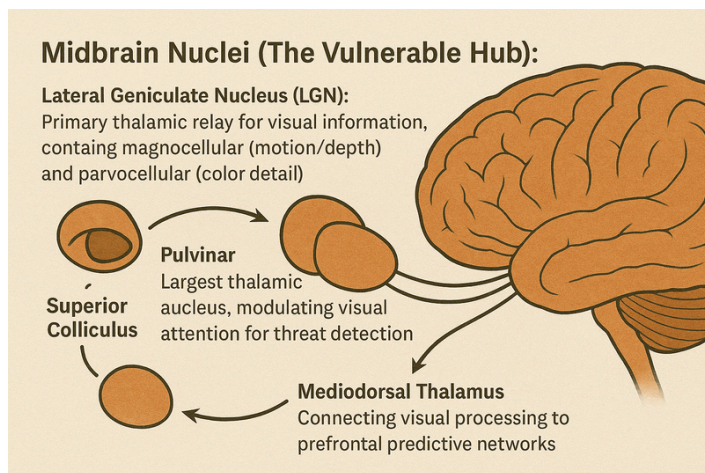 Midbrain Nuclei (The Vulnerable Hub):
Lateral Geniculate Nucleus (LGN):
Primary thalamic relay for visual information,
containg magnocellular (motion/depth)
and parvocellular (color detail)
Pulvinar
Largest thalamic
aucleus, modulating visual
attention for threat detection
Superior
Colliculus
Mediodorsal Thalamus
Connecting visual processing to
prefrontal predictive networks